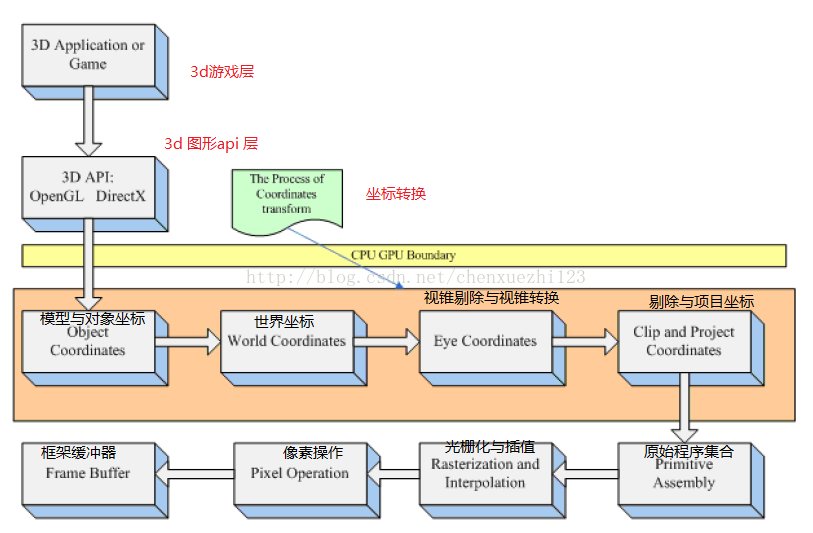 3D Application or
Game
3d游戏层
3d 图形api 层
3D API:
OpenGL DirectX
The Process of
Coordinates
transform
坐标转换
CPU GPU Boundary
http://blog.csdn.net/chenxuezhi123
模型与对象坐标
Object
Coordinates
世界坐标
World Coordinates
视锥剔除与视锥转换
Eye Coordinates
剔除与项目坐标
Clip and Project
Coordinates
框架缓冲器
Frame Buffer
像素操作
Pixel Operation
光栅化与插值
Rasterization and
Interpolation
原始程序集合
Primitive
Assembly